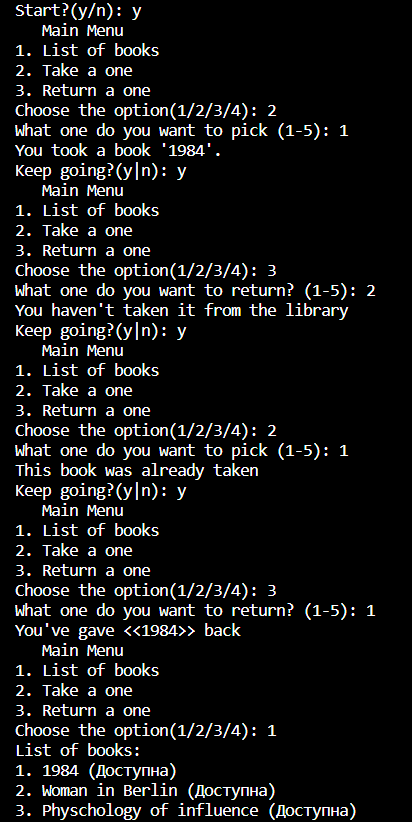 Start?(y/n): y
Main Menu
1. List of books
2. Take a one
3. Return a one
Choose the option(1/2/3/4): 2
What one do you want to pick (1-5): 1
You took a book '1984'.
Keep going?(y|n): y
Main Menu
1. List of books
2. Take a one
3. Return a one
Choose the option(1/2/3/4): 3
What one do you want to return? (1-5): 2
You haven't taken it from the library
Keep going?(y|n): y
Main Menu
1. List of books
2. Take a one
3. Return a one
Choose the option(1/2/3/4): 2
What one do you want to pick (1-5): 1
This book was already taken
Keep going?(y|n): y
Main Menu
1. List of books
2. Take a one
3. Return a one
Choose the option(1/2/3/4): 3
What one do you want to return? (1-5): 1
You've gave <<1984>> back
Main Menu
1. List of books
2. Take a one
3. Return a one
Choose the option(1/2/3/4): 1
List of books:
1. 1984 (Доступна)
2. Woman in Berlin (Доступна)
3. Physchology of influence (Доступна)